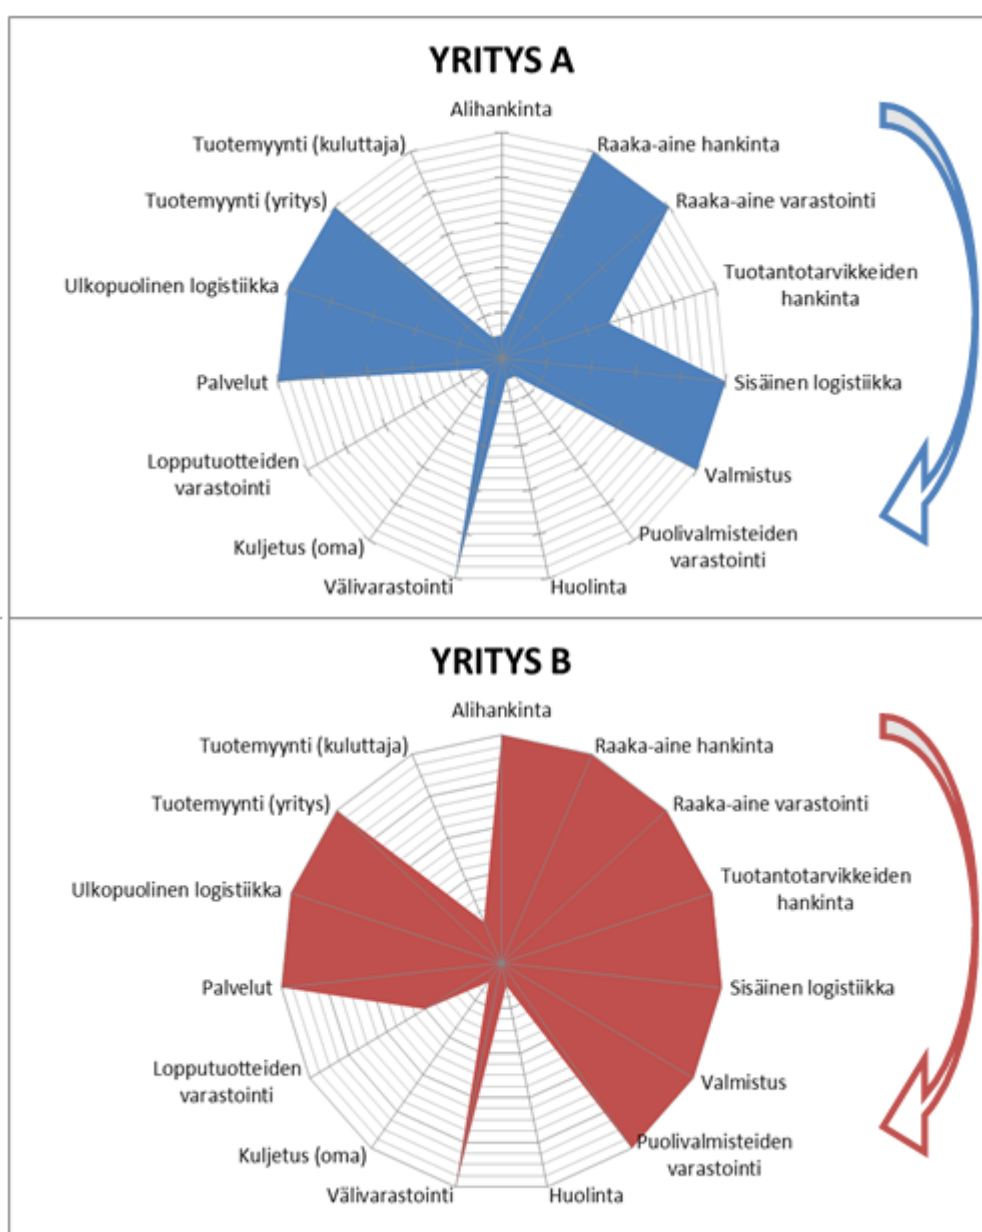 YRITYS A
Alihankinta
Raaka-aine hankinta
Raaka-aine varastointi
Tuotantotarvikkeiden
hankinta
Sisäinen logistiikka
Valmistus
Puolivalmisteiden
varastointi
Huolinta
Välivarastointi
Kuljetus (oma)
Lopputuotteiden
varastointi
Palvelut
Ulkopuolinen logistiikka
Tuotemyynti (yritys)
Tuotemyynti (kuluttaja)
YRITYS B
Alihankinta
Raaka-aine hankinta
Raaka-aine varastointi
Tuotantotarvikkeiden
hankinta
Sisäinen logistiikka
Valmistus
Puolivalmisteiden
varastointi
Huolinta
Välivarastointi
Kuljetus (oma)
Lopputuotteiden
varastointi
Palvelut
Ulkopuolinen logistiikka
Tuotemyynti (yritys)
Tuotemyynti (kuluttaja)